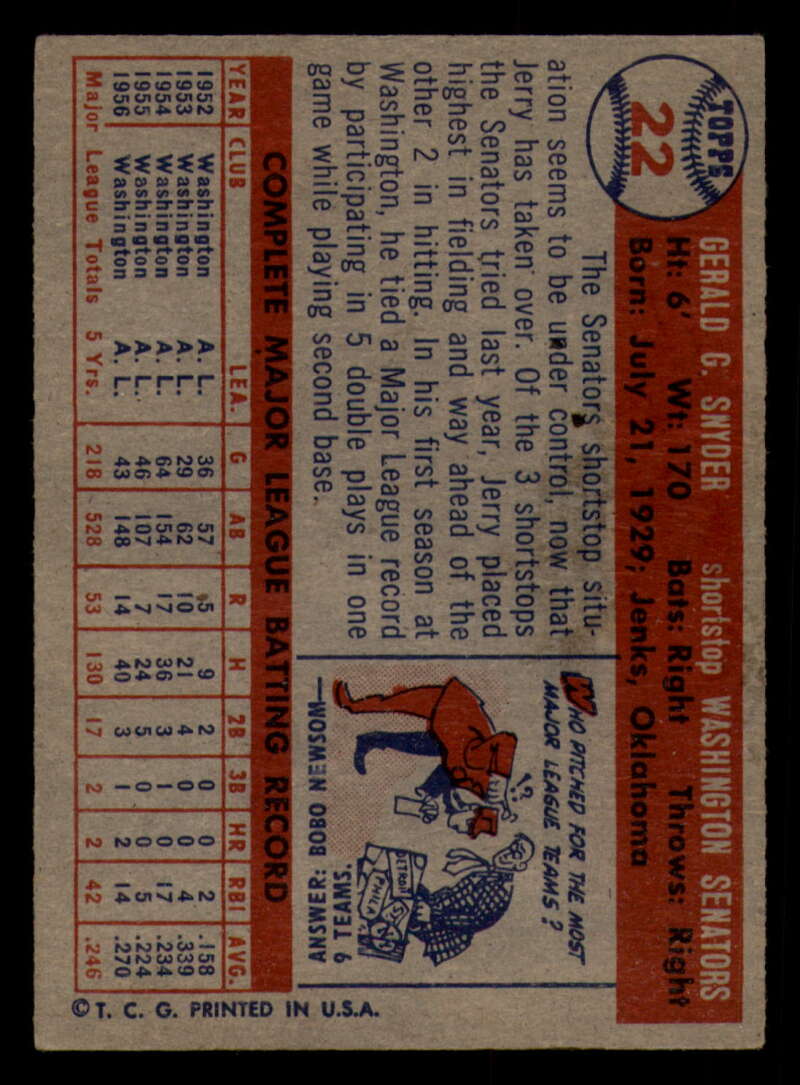 TOPPS
22
GERALD G. SNYDER shortstop WASHINGTON SENATORS
Ht: 6' Wt: 170 Bats: Right Throws: Right
Born: July 21, 1929; Jenks, Oklahoma
The Senators shortstop situ-
ation seems to be under control, now that
Jerry has taken over. Of the 3 shortstops
the Senators tried last year, Jerry placed
highest in fielding and way ahead of the
other 2 in hitting. In his first season at
Washington, he tied a Major League record
by participating in 5 double plays in one
game while playing second base.
WHO PITCHED FOR THE MOST
MAJOR LEAGUE TEAMS?
!?
DETROIT
PHILA
ANSWER: BOBO NEWSOM—
9 TEAMS.
COMPLETE MAJOR LEAGUE BATTING RECORD
YEAR CLUB LEA. G AB R H 2B 3B HR RBI AVG.
1952 Washington A. L. 36 57 5 9 2 0 0 2 .158
1953 Washington A. L. 29 62 10 21 4 0 0 4 .339
1954 Washington A. L. 64 154 17 36 3 1 0 17 .234
1955 Washington A. L. 46 107 7 24 5 0 0 5 .224
1956 Washington A. L. 43 148 14 40 3 1 2 14 .270
Major League Totals 5 Yrs. 218 528 53 130 17 2 2 42 .246
© T. C. G. PRINTED IN U.S.A.